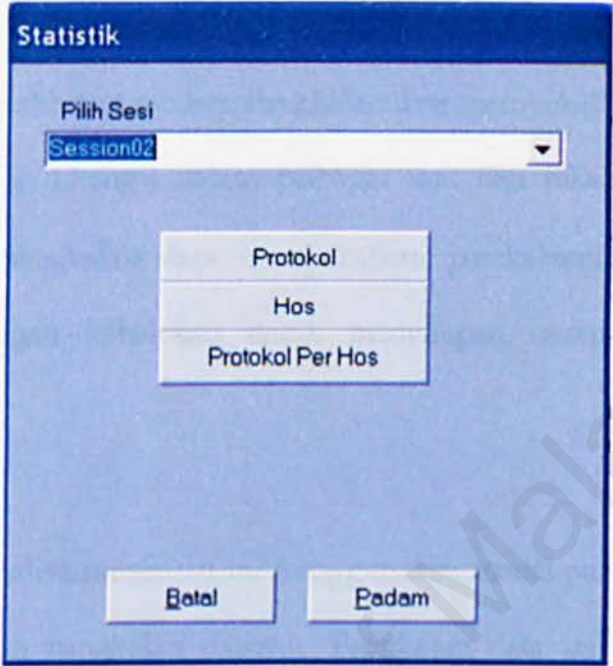 Statistik
Pilih Sesi
Session02
Protokol
Hos
Protokol Per Hos
Batal Padam